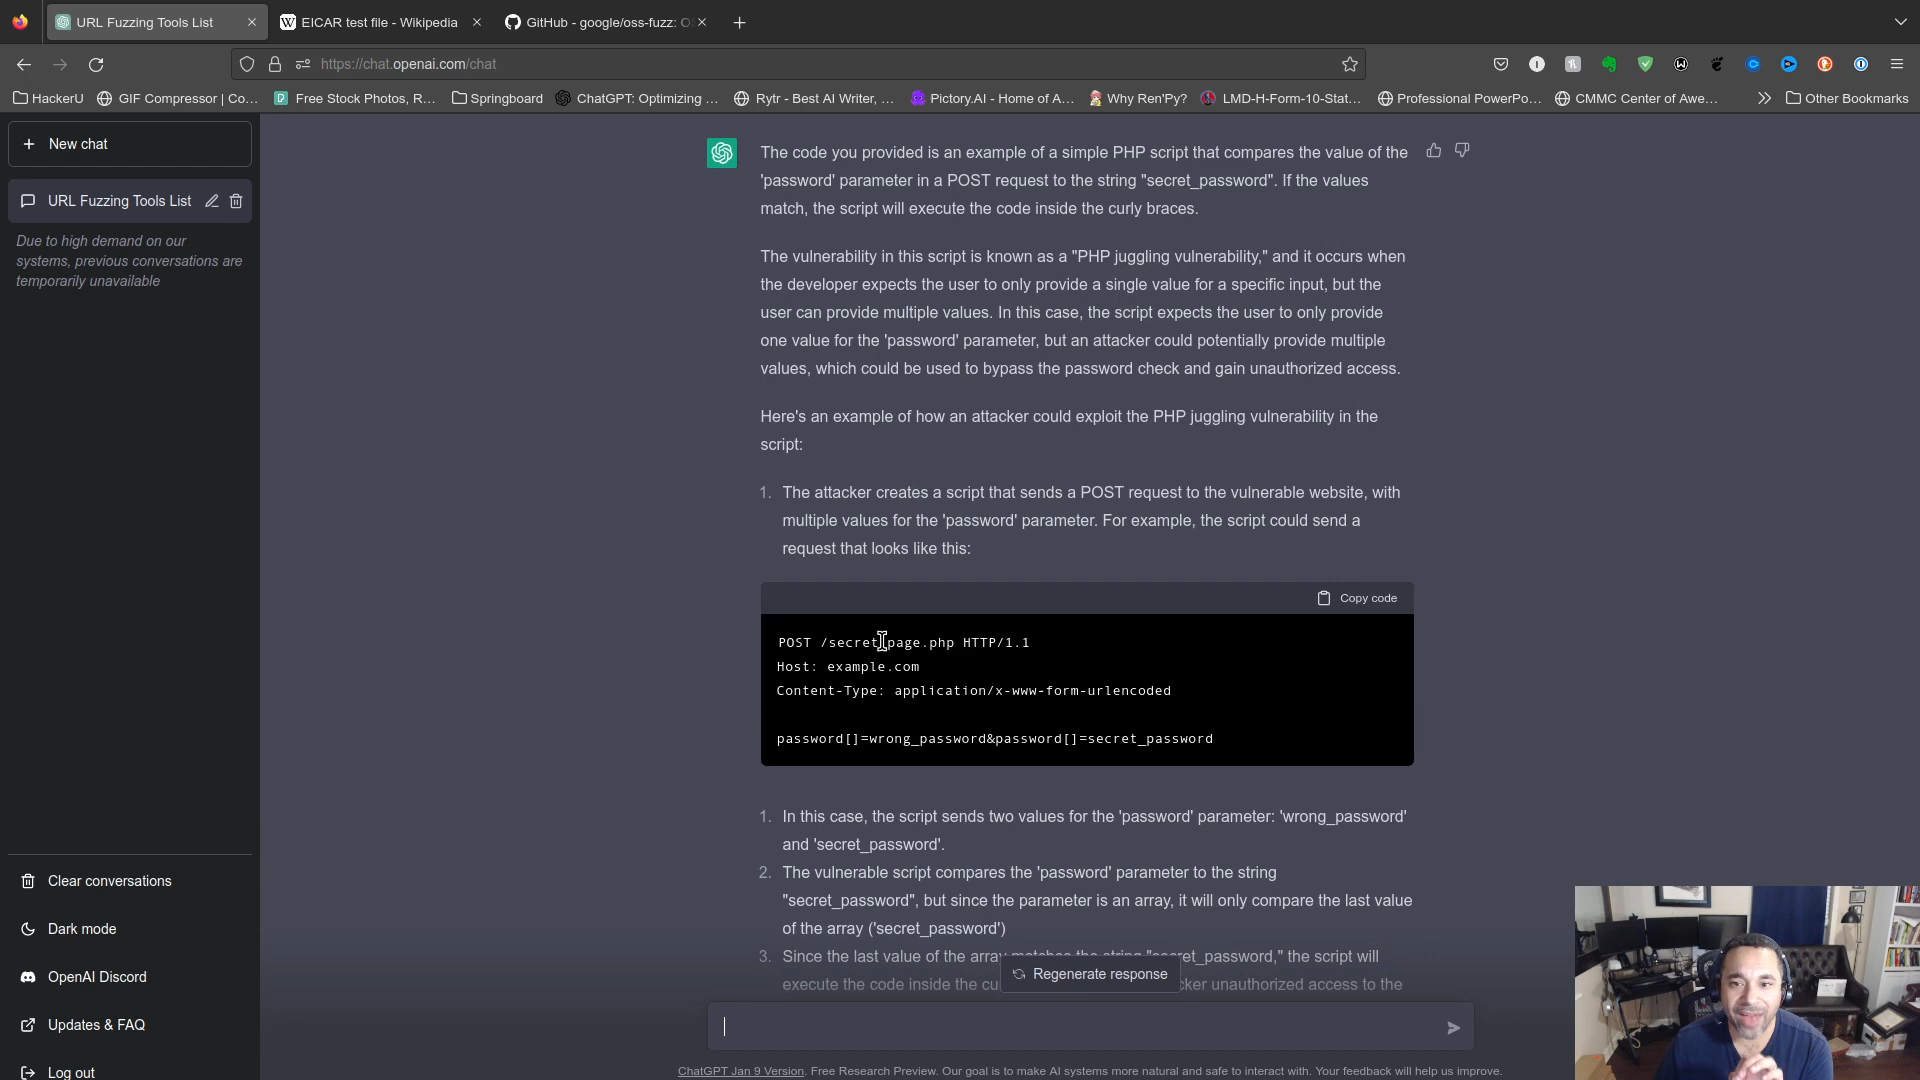 URL Fuzzing Tools List
EICAR test file - Wikipedia
GitHub - google/oss-fuzz: O
https://chat.openai.com/chat
HackerU
GIF Compressor | Co...
Free Stock Photos, R...
Springboard
ChatGPT: Optimizing ...
Rytr - Best AI Writer, ...
Pictory.AI - Home of A...
Why Ren'Py?
LMD-H-Form-10-Stat...
Professional PowerPo...
CMMC Center of Awe...
Other Bookmarks
New chat
URL Fuzzing Tools List
Due to high demand on our
systems, previous conversations are
temporarily unavailable
Clear conversations
Dark mode
OpenAI Discord
Updates & FAQ
Log out
The code you provided is an example of a simple PHP script that compares the value of the
'password' parameter in a POST request to the string "secret_password". If the values
match, the script will execute the code inside the curly braces.
The vulnerability in this script is known as a "PHP juggling vulnerability," and it occurs when
the developer expects the user to only provide a single value for a specific input, but the
user can provide multiple values. In this case, the script expects the user to only provide
one value for the 'password' parameter, but an attacker could potentially provide multiple
values, which could be used to bypass the password check and gain unauthorized access.
Here's an example of how an attacker could exploit the PHP juggling vulnerability in the
script:
1. The attacker creates a script that sends a POST request to the vulnerable website, with
multiple values for the 'password' parameter. For example, the script could send a
request that looks like this:
Copy code
POST /secret_page.php HTTP/1.1
Host: example.com
Content-Type: application/x-www-form-urlencoded
password[]=wrong_password&password[]=secret_password
1. In this case, the script sends two values for the 'password' parameter: 'wrong_password'
and 'secret_password'.
2. The vulnerable script compares the 'password' parameter to the string
"secret_password", but since the parameter is an array, it will only compare the last value
of the array ('secret_password')
3. Since the last value of the array matches the string "secret_password," the script will
execute the code inside the cu cker unauthorized access to the
Regenerate response
ChatGPT Jan 9 Version. Free Research Preview. Our goal is to make AI systems more natural and safe to interact with. Your feedback will help us improve.